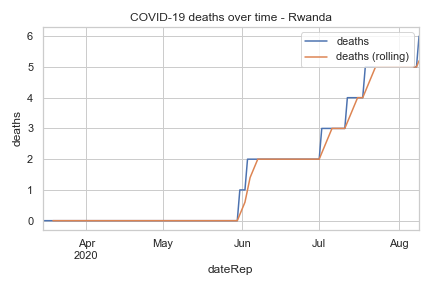 COVID-19 deaths over time - Rwanda
deaths
deaths (rolling)
6
5
4
3
2
1
0
deaths
Apr
2020
May
Jun
Jul
Aug
dateRep